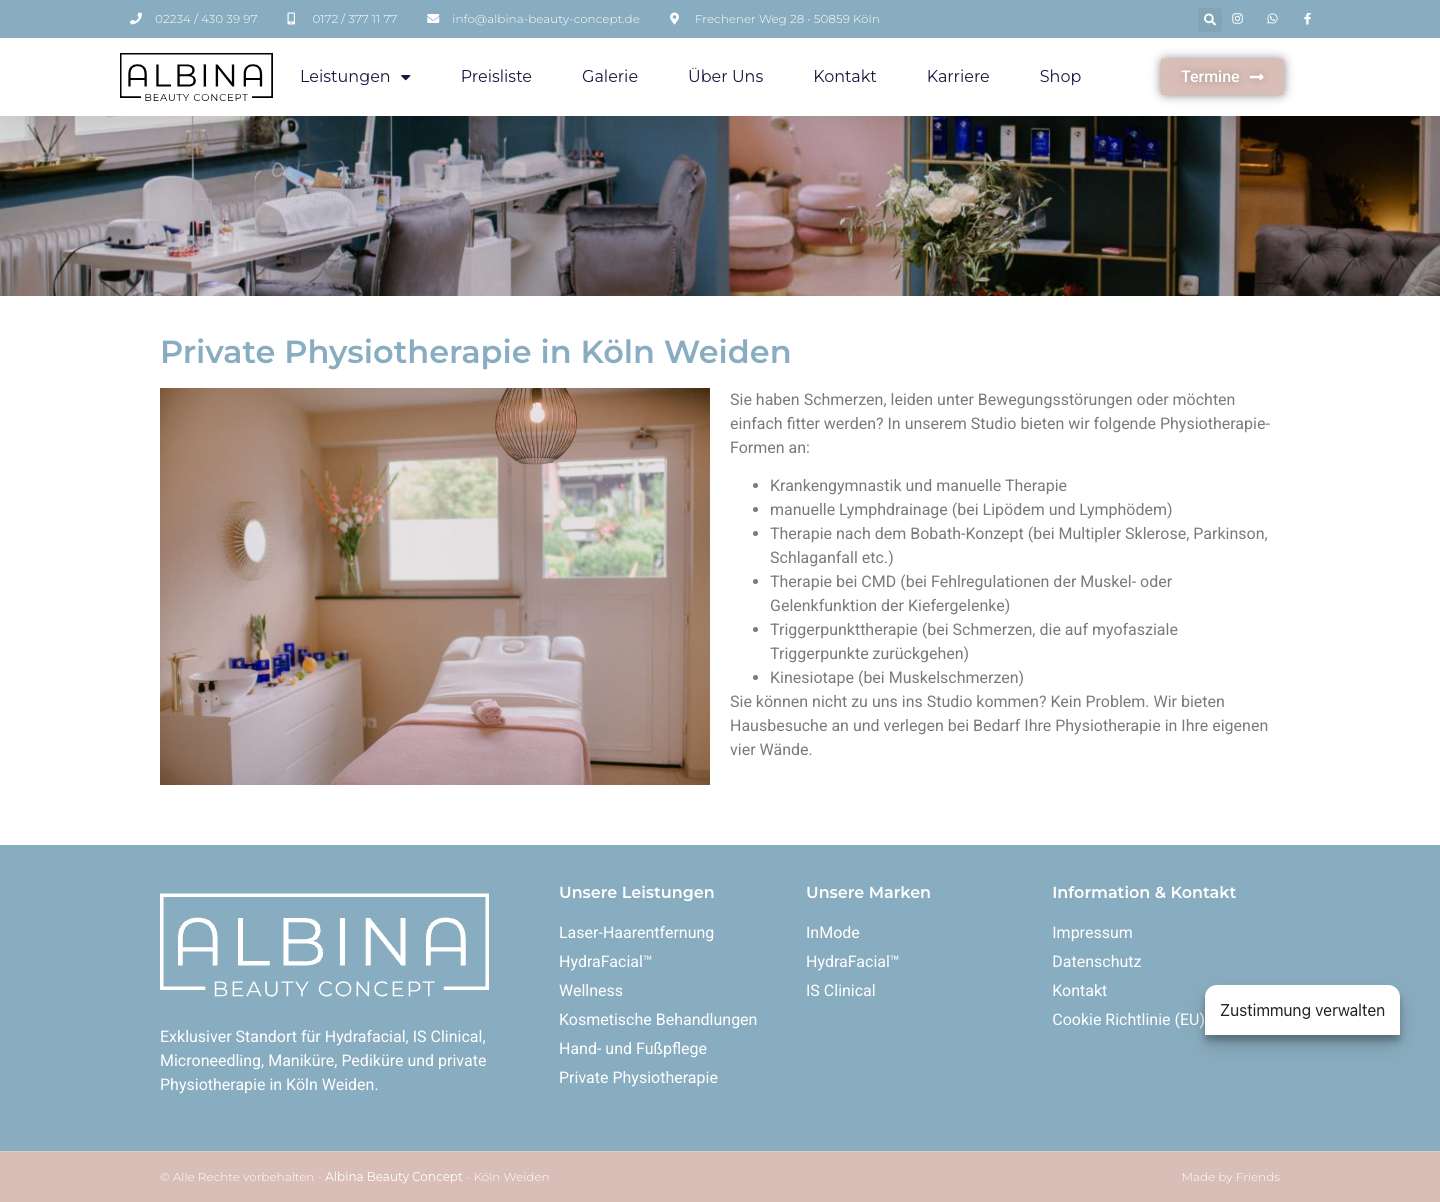 02234 / 430 39 97
0172 / 377 11 77
info@albina-beauty-concept.de
Frechener Weg 28 · 50859 Köln
ALBINA
BEAUTY CONCEPT
Leistungen
Preisliste
Galerie
Über Uns
Kontakt
Karriere
Shop
Termine
Private Physiotherapie in Köln Weiden
Sie haben Schmerzen, leiden unter Bewegungsstörungen oder möchten
einfach fitter werden? In unserem Studio bieten wir folgende Physiotherapie-
Formen an:
• Krankengymnastik und manuelle Therapie
• manuelle Lymphdrainage (bei Lipödem und Lymphödem)
• Therapie nach dem Bobath-Konzept (bei Multipler Sklerose, Parkinson,
Schlaganfall etc.)
• Therapie bei CMD (bei Fehlregulationen der Muskel- oder
Gelenkfunktion der Kiefergelenke)
• Triggerpunkttherapie (bei Schmerzen, die auf myofasziale
Triggerpunkte zurückgehen)
• Kinesiotape (bei Muskelschmerzen)
Sie können nicht zu uns ins Studio kommen? Kein Problem. Wir bieten
Hausbesuche an und verlegen bei Bedarf Ihre Physiotherapie in Ihre eigenen
vier Wände.
ALBINA
BEAUTY CONCEPT
Exklusiver Standort für Hydrafacial, IS Clinical,
Microneedling, Maniküre, Pediküre und private
Physiotherapie in Köln Weiden.
Unsere Leistungen
Laser-Haarentfernung
HydraFacial™
Wellness
Kosmetische Behandlungen
Hand- und Fußpflege
Private Physiotherapie
Unsere Marken
InMode
HydraFacial™
IS Clinical
Information & Kontakt
Impressum
Datenschutz
Kontakt
Cookie Richtlinie (EU)
Zustimmung verwalten
© Alle Rechte vorbehalten - Albina Beauty Concept - Köln Weiden
Made by Friends